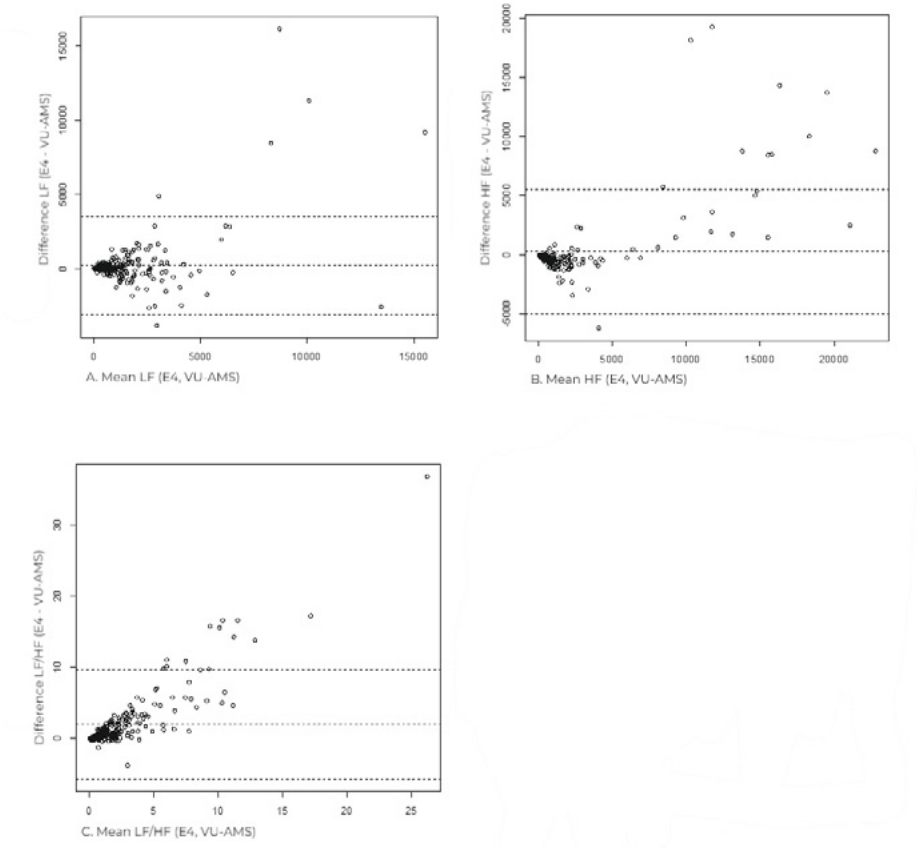 15000
10000
5000
0
Difference LF (E4 - VU-AMS)
0 5000 10000 15000
A. Mean LF (E4, VU-AMS)
20000
15000
10000
5000
0
-5000
Difference HF (E4 - VU-AMS)
0 5000 10000 15000 20000
B. Mean HF (E4, VU-AMS)
30
20
10
0
Difference LF/HF (E4 - VU-AMS)
0 5 10 15 20 25
C. Mean LF/HF (E4, VU-AMS)